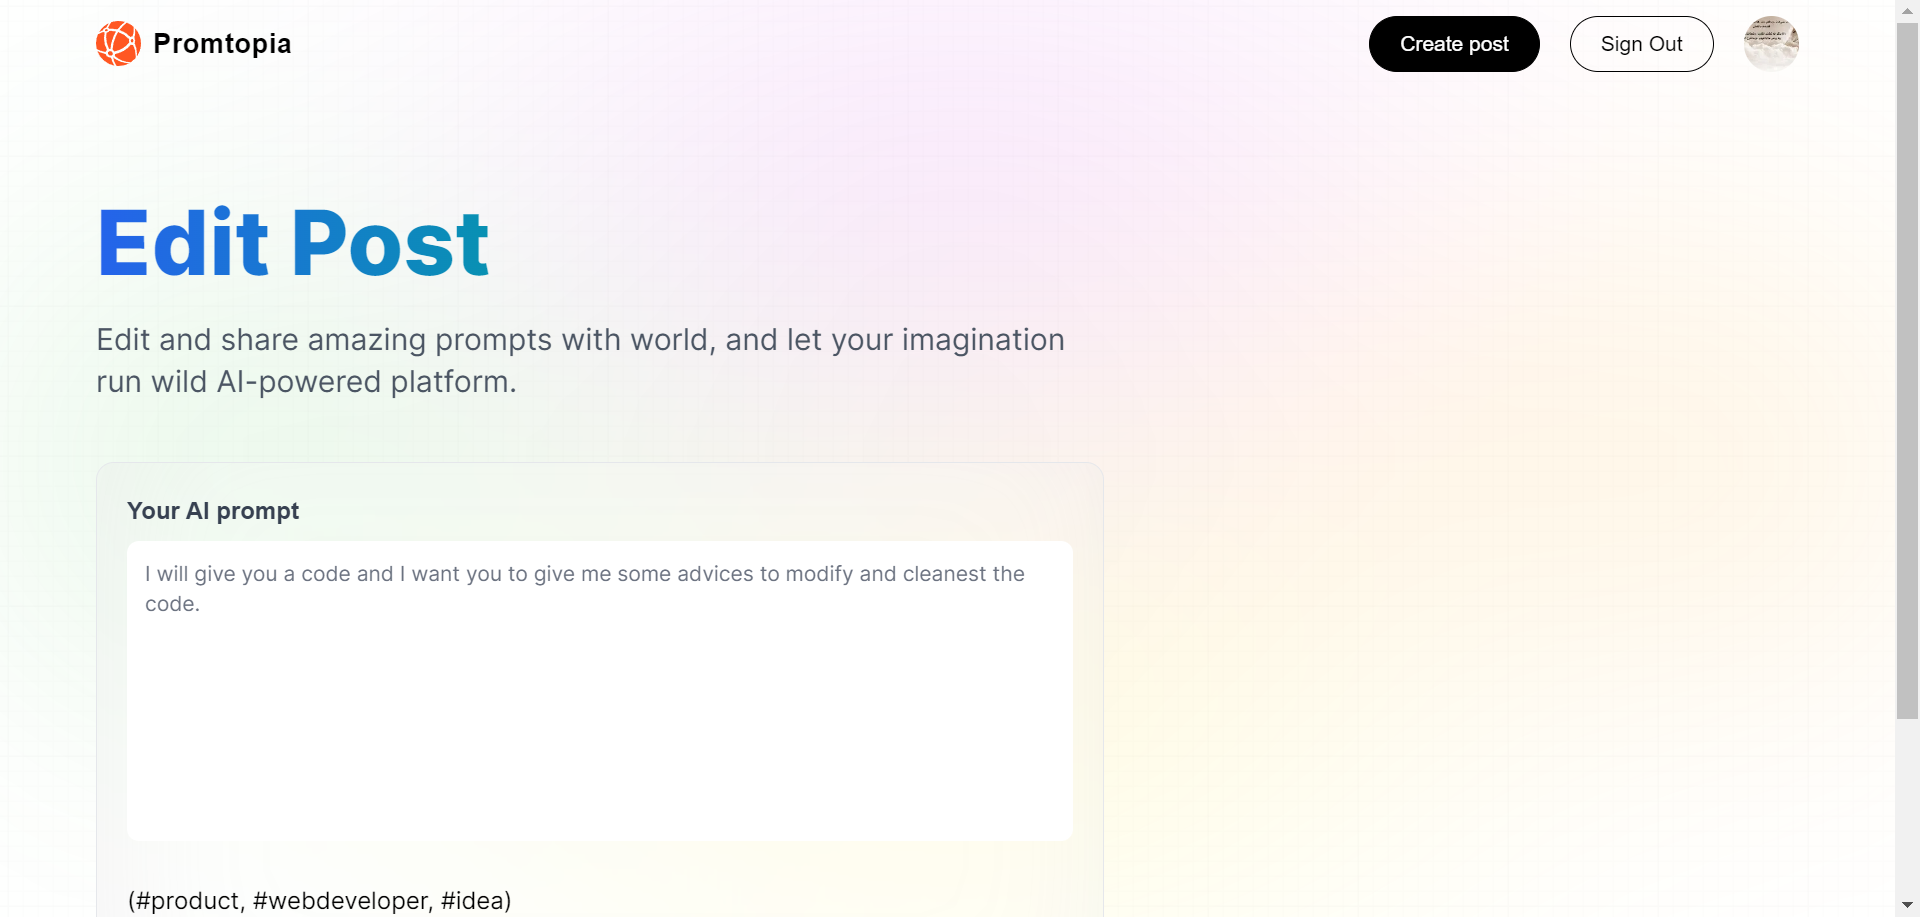 Promtopia
Create post
Sign Out
Edit Post
Edit and share amazing prompts with world, and let your imagination
run wild AI-powered platform.
Your AI prompt
I will give you a code and I want you to give me some advices to modify and cleanest the
code.
(#product, #webdeveloper, #idea)